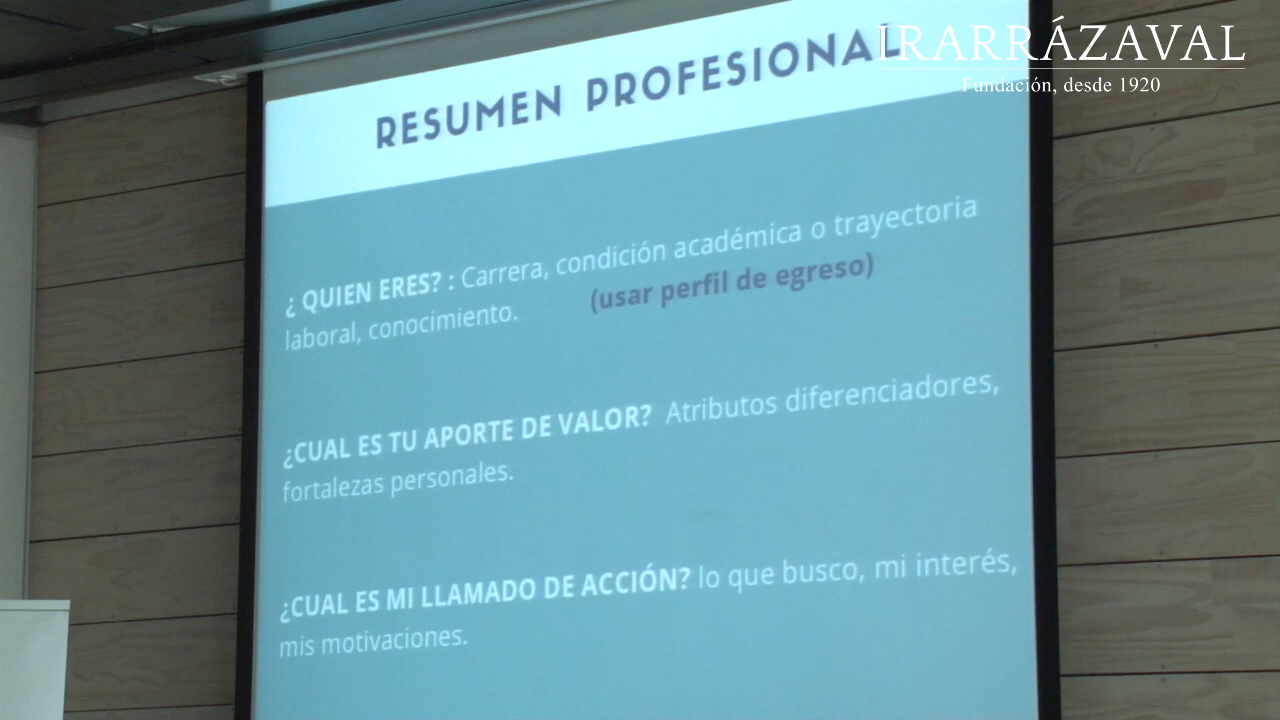 IRARRÁZAVAL
Fundación, desde 1920
RESUMEN PROFESIONAL
¿ QUIEN ERES? : Carrera, condición académica o trayectoria
laboral, conocimiento. (usar perfil de egreso)
¿CUAL ES TU APORTE DE VALOR? Atributos diferenciadores,
fortalezas personales.
¿CUAL ES MI LLAMADO DE ACCIÓN? lo que busco, mi interés,
mis motivaciones.